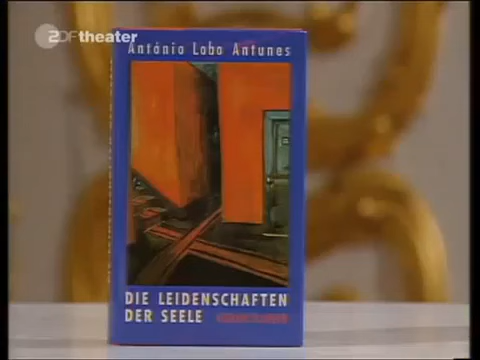 ZDFtheater
António Lobo Antunes
DIE LEIDENSCHAFTEN
DER SEELE